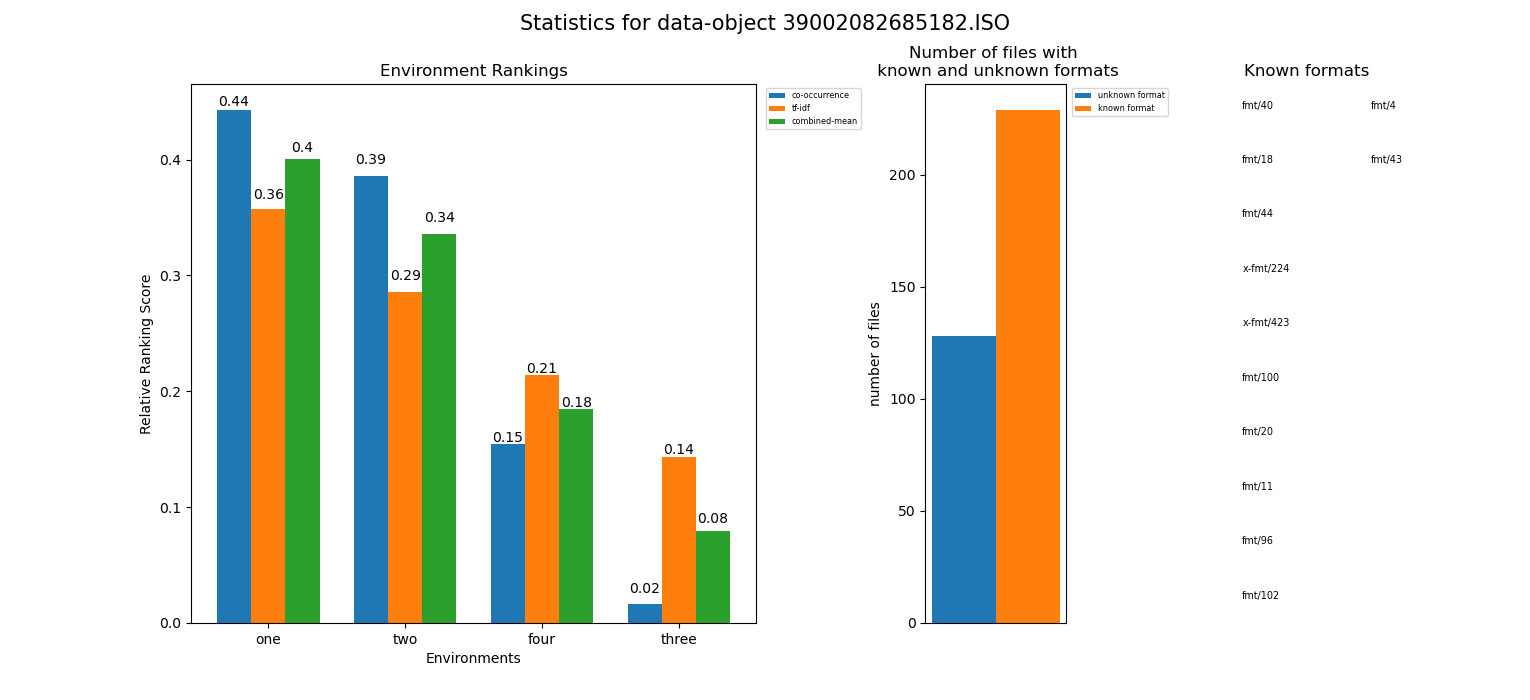 Statistics for data-object 39002082685182.ISO
Environment Rankings
0.44
0.36
0.4
0.39
0.29
0.34
0.15
0.21
0.18
0.02
0.14
0.08
0.4
0.3
0.2
0.1
0.0
Relative Ranking Score
one
two
four
three
Environments
co-occurrence
tf-idf
combined-mean
Number of files with
known and unknown formats
200
150
100
50
0
number of files
unknown format
known format
Known formats
fmt/40 fmt/4
fmt/18 fmt/43
fmt/44
x-fmt/224
x-fmt/423
fmt/100
fmt/20
fmt/11
fmt/96
fmt/102